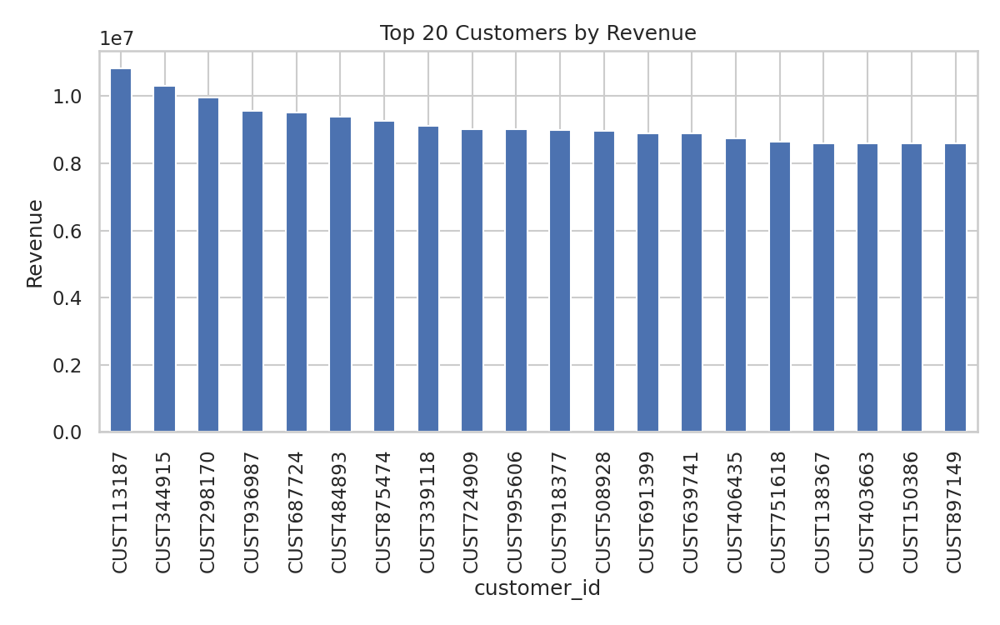 Top 20 Customers by Revenue
1e7
1.0
0.8
0.6
0.4
0.2
0.0
Revenue
CUST113187
CUST344915
CUST298170
CUST936987
CUST687724
CUST484893
CUST875474
CUST339118
CUST724909
CUST995606
CUST918377
CUST508928
CUST691399
CUST639741
CUST406435
CUST751618
CUST138367
CUST403663
CUST150386
CUST897149
customer_id